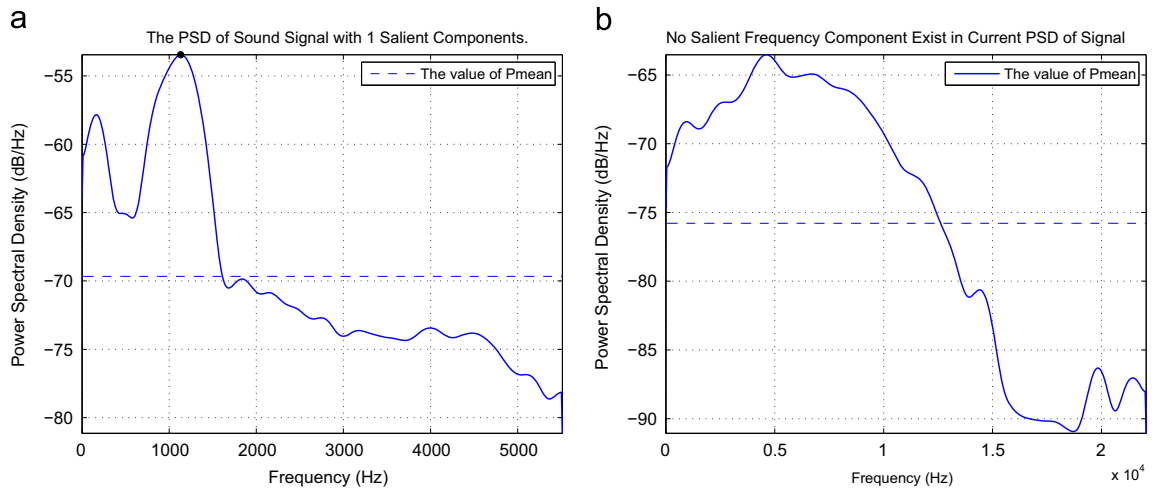 a
The PSD of Sound Signal with 1 Salient Components.
The value of Pmean
Power Spectral Density (dB/Hz)
−55
−60
−65
−70
−75
−80
0
1000
2000
3000
4000
5000
Frequency (Hz)
b
No Salient Frequency Component Exist in Current PSD of Signal
The value of Pmean
Power Spectral Density (dB/Hz)
−65
−70
−75
−80
−85
−90
0
0.5
1
1.5
2
x 10⁴
Frequency (Hz)